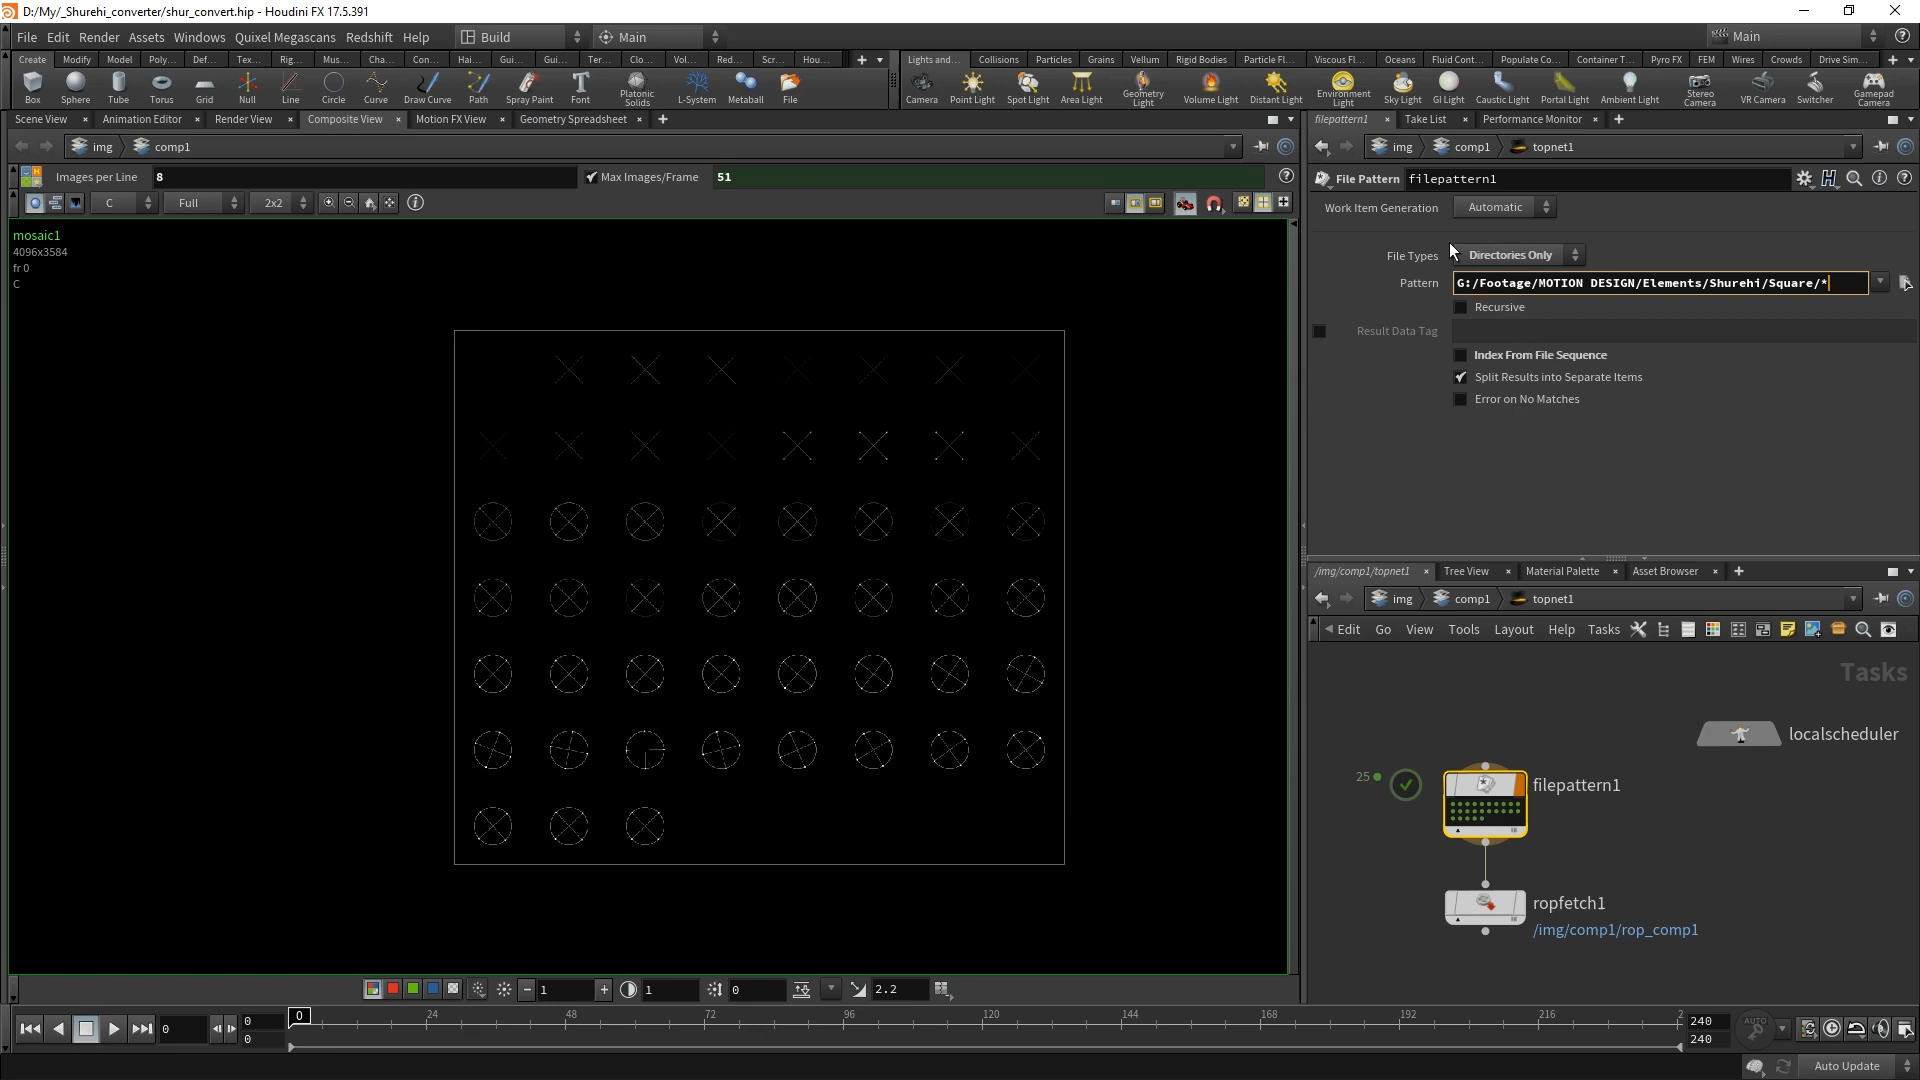 D:/My/_Shurehi_converter/shur_convert.hip - Houdini FX 17.5.391
File Edit Render Assets Windows Quixel Megascans Redshift Help
Build
Main
Main
Create Modify Model Poly... Def... Tex... Rig... Mus... Cha... Con... Hai... Gui... Gui... Ter... Clo... Vol... Red... Scr... Hou...
Lights and... Collisions Particles Grains Vellum Rigid Bodies Particle Fl... Viscous Fl... Oceans Fluid Cont... Populate Co... Container T... Pyro FX FEM Wires Crowds Drive Sim...
Box Sphere Tube Torus Grid Null Line Circle Curve Draw Curve Path Spray Paint Font Platonic Solids L-System Metaball File
Camera Point Light Spot Light Area Light Geometry Light Volume Light Distant Light Environment Light Sky Light GI Light Caustic Light Portal Light Ambient Light Stereo Camera VR Camera Switcher Gamepad Camera
Scene View Animation Editor Render View Composite View Motion FX View Geometry Spreadsheet
filepattern1 Take List Performance Monitor
img comp1
img comp1 topnet1
Images per Line 8 Max Images/Frame 51
File Pattern filepattern1
C Full 2x2
Work Item Generation Automatic
mosaic1
4096x3584
fr 0
C
File Types Directories Only
Pattern G:/Footage/MOTION DESIGN/Elements/Shurehi/Square/*
Recursive
Result Data Tag
Index From File Sequence
Split Results into Separate Items
Error on No Matches
/img/comp1/topnet1 Tree View Material Palette Asset Browser
img comp1 topnet1
Edit Go View Tools Layout Help Tasks
Tasks
localscheduler
25
filepattern1
ropfetch1
/img/comp1/rop_comp1
1 1 0 2.2
0 0 0
0 24 48 72 96 120 144 168 192 216 2
240
240
AUTO
Auto Update